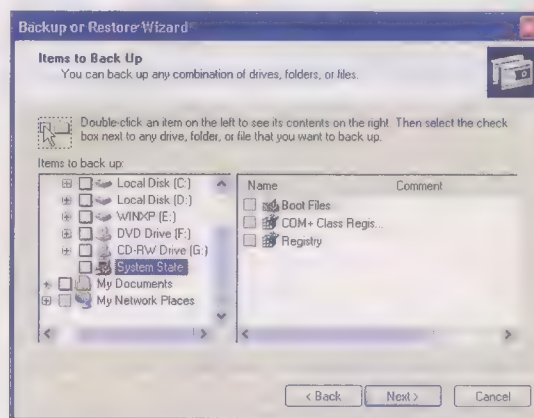 Backup or Restore Wizard
Items to Back Up
You can back up any combination of drives, folders, or files.
Double-click an item on the left to see its contents on the right. Then select the check
box next to any drive, folder, or file that you want to back up.
Items to back up:
Local Disk (C:)
Local Disk (D:)
WINXP (E:)
DVD Drive (F:)
CD-RW Drive (G:)
System State
My Documents
My Network Places
Name Comment
Boot Files
COM+ Class Regis...
Registry
< Back Next > Cancel